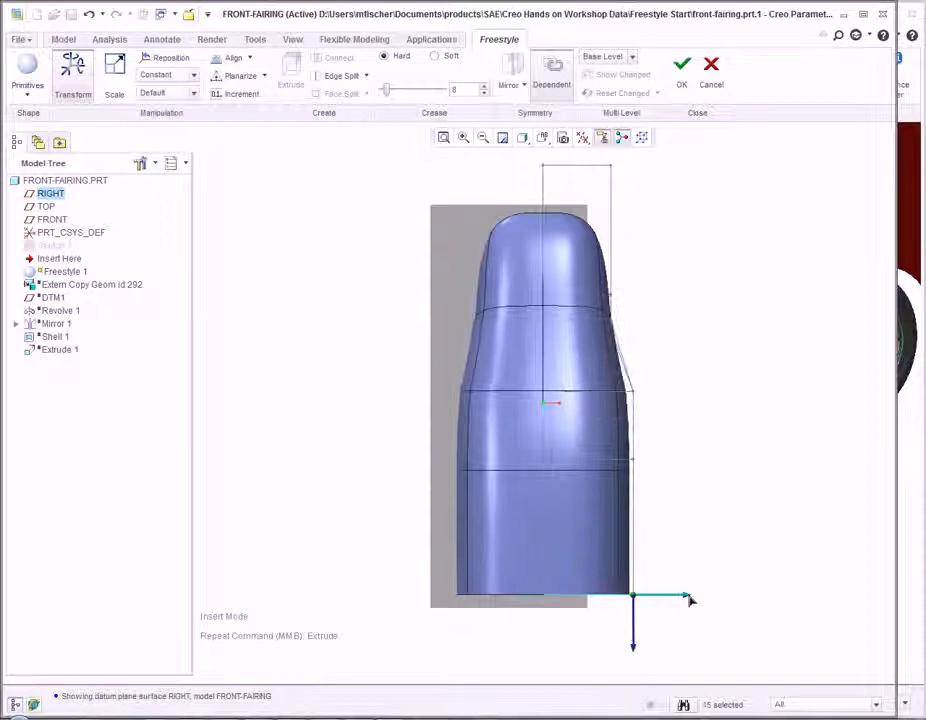 FRONT-FAIRING (Active) D:\Users\mfischer\Documents\products\SAE\Creo Hands on Workshop Data\Freestyle Start\front-fairing.prt.1 - Creo Paramet...
File Model Analysis Annotate Render Tools View Flexible Modeling Applications Freestyle
Reposition Align Connect Hard Soft Base Level
Constant Planarize Edge Split Show Changed
Primitives Transform Scale Default Increment Extrude Face Split 8 Mirror Dependent Reset Changed OK Cancel
Shape Manipulation Create Crease Symmetry Multi-Level Close
Model Tree
FRONT-FAIRING.PRT
RIGHT
TOP
FRONT
PRT_CSYS_DEF
Insert Here
Freestyle 1
Extern Copy Geom id 292
DTM1
Revolve 1
Mirror 1
Shell 1
Extrude 1
Insert Mode
Repeat Command (MMB): Extrude
Showing datum plane surface RIGHT, model FRONT-FAIRING
15 selected
All